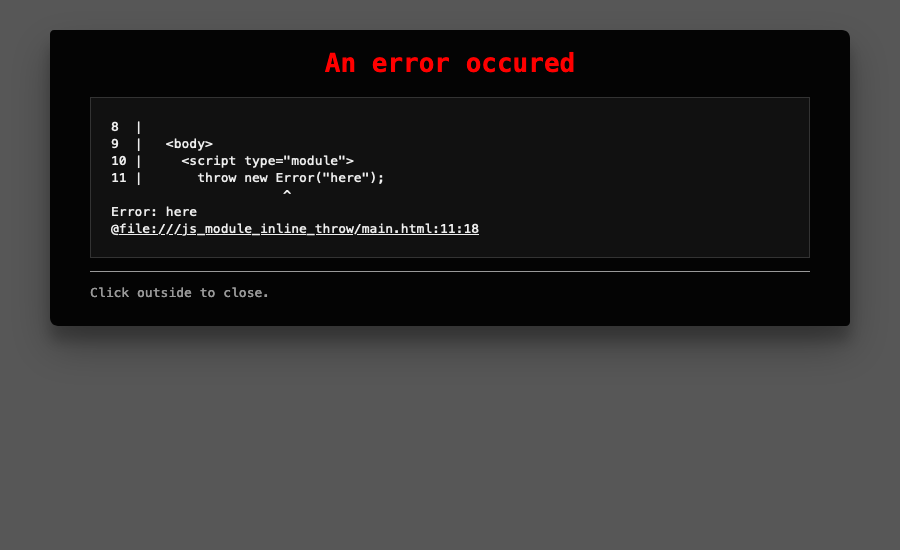 An error occured
8  |
9  |   <body>
10 |     <script type="module">
11 |       throw new Error("here");
                      ^
Error: here
@file:///js_module_inline_throw/main.html:11:18
Click outside to close.